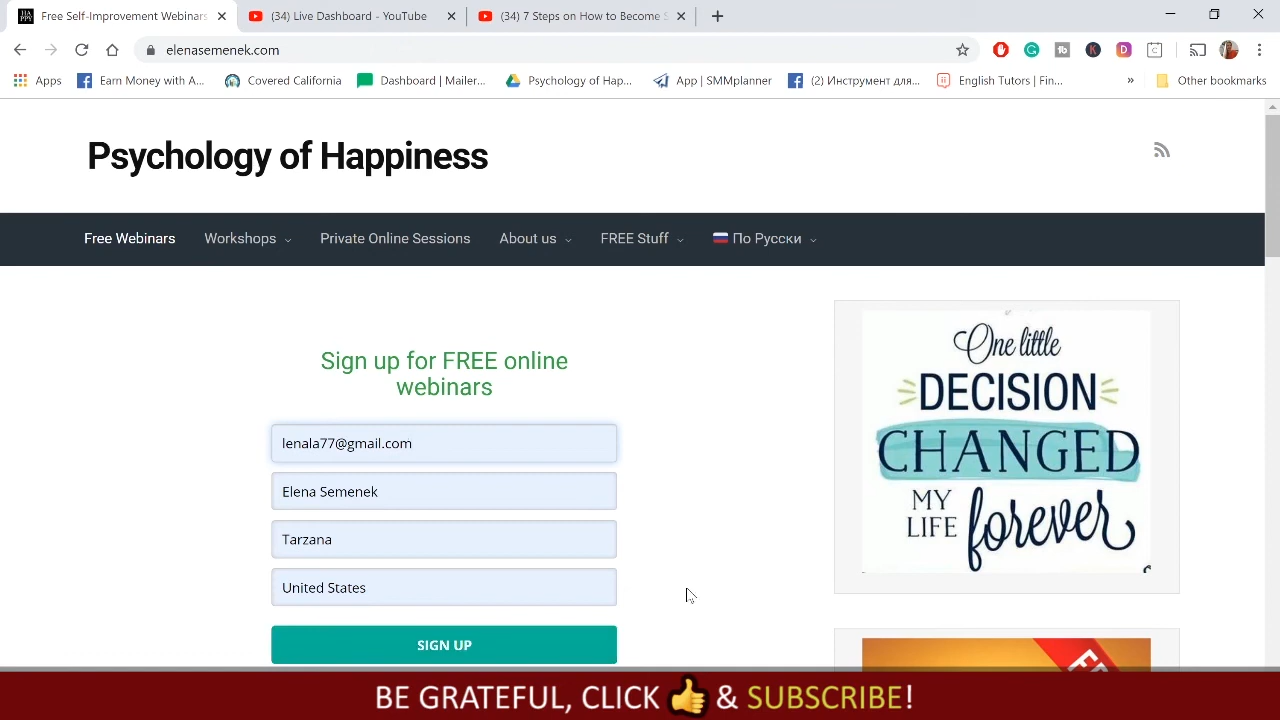 Free Self-Improvement Webinars
(34) Live Dashboard - YouTube
(34) 7 Steps on How to Become S
elenasemenek.com
Apps
Earn Money with A...
Covered California
Dashboard | Mailer...
Psychology of Hap...
App | SMMplanner
(2) Инструмент для...
English Tutors | Fin...
»
Other bookmarks
Psychology of Happiness
Free Webinars
Workshops
Private Online Sessions
About us
FREE Stuff
По Русски
Sign up for FREE online
webinars
lenala77@gmail.com
Elena Semenek
Tarzana
United States
SIGN UP
One little
DECISION
CHANGED
MY
LIFE forever
BE GRATEFUL, CLICK 👍 & SUBSCRIBE!